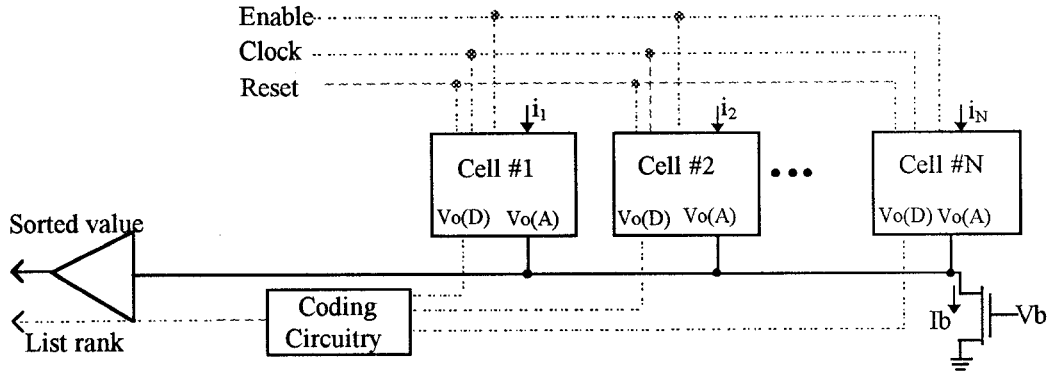 Enable
Clock
Reset
i1
i2
iN
Cell #1
Cell #2
Cell #N
Vo(D) Vo(A)
Vo(D) Vo(A)
Vo(D) Vo(A)
Sorted value
Coding
Circuitry
List rank
Ib
Vb